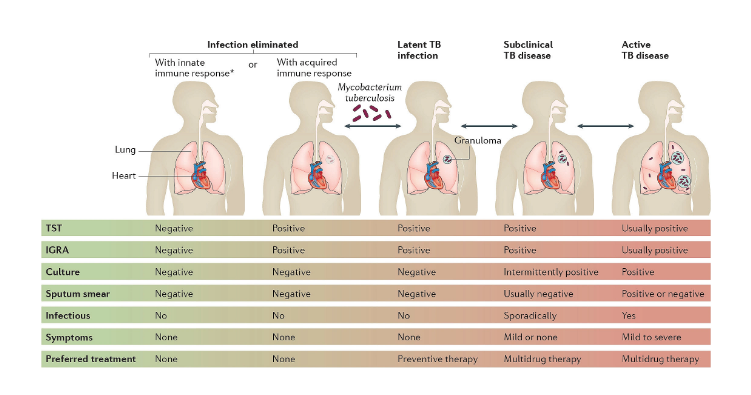 Infection eliminated
With innate
immune response*
or
With acquired
immune response
Latent TB
infection
Subclinical
TB disease
Active
TB disease
Mycobacterium
tuberculosis
Granuloma
Lung
Heart
TST Negative Positive Positive Positive Usually positive
IGRA Negative Positive Positive Positive Usually positive
Culture Negative Negative Negative Intermittently positive Positive
Sputum smear Negative Negative Negative Usually negative Positive or negative
Infectious No No No Sporadically Yes
Symptoms None None None Mild or none Mild to severe
Preferred treatment None None Preventive therapy Multidrug therapy Multidrug therapy